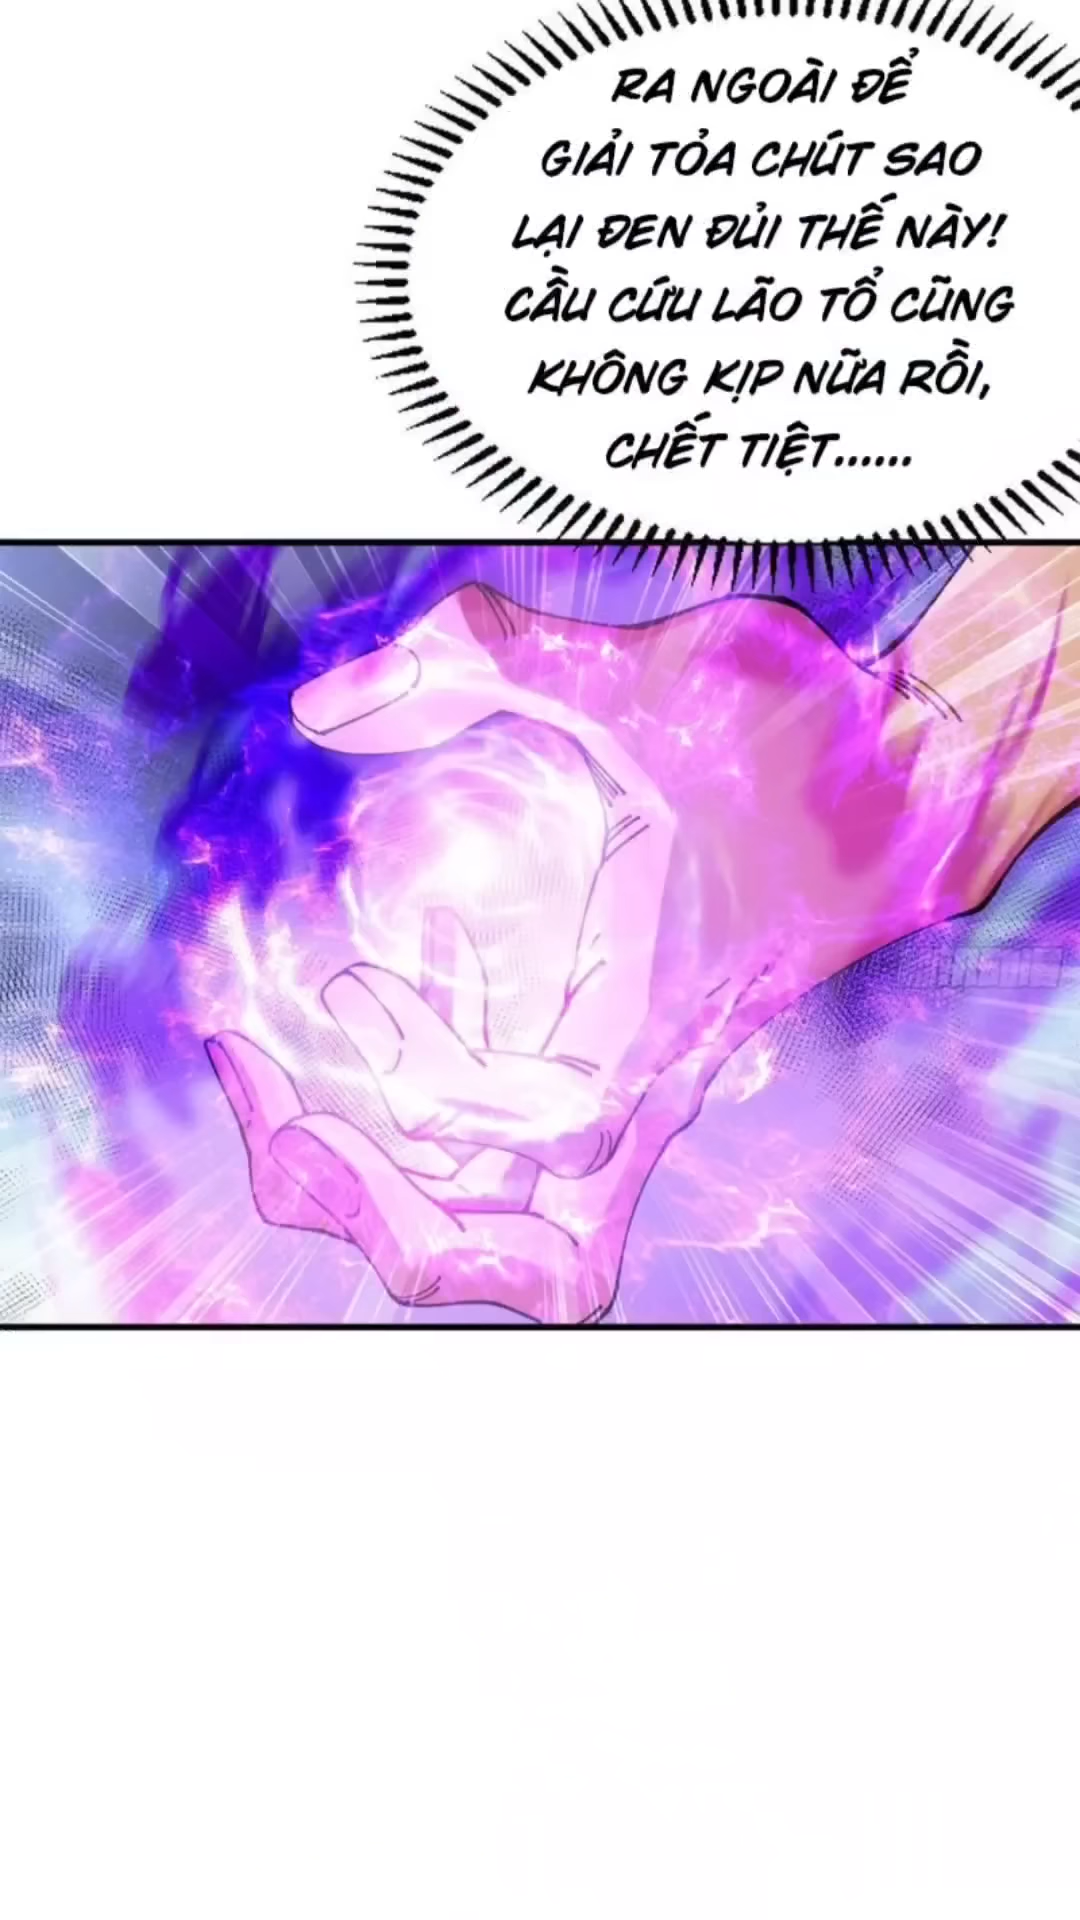 RA NGOÀI ĐỂ
GIẢI TỎA CHÚT SAO
LẠI ĐEN ĐỦI THẾ NÀY!
CẦU CỨU LÃO TỔ CŨNG
KHÔNG KỊP NỮA RỒI,
CHẾT TIỆT......